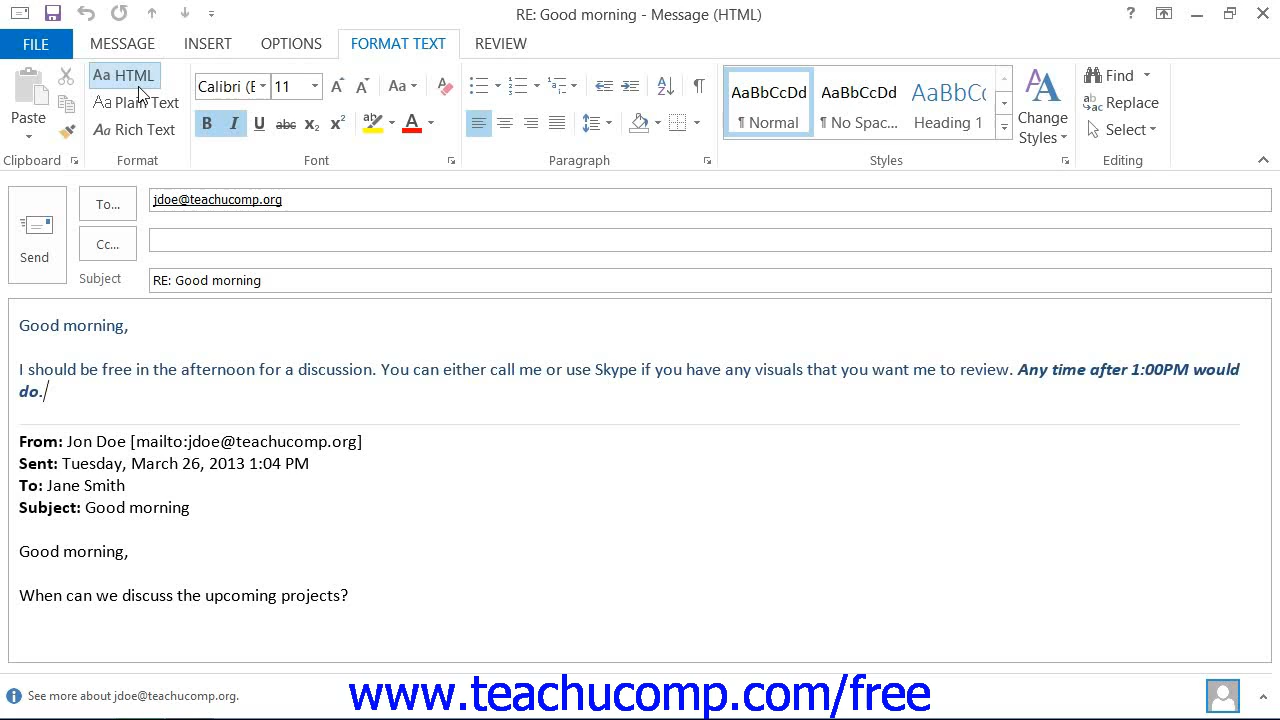 RE: Good morning - Message (HTML)
?
FILE MESSAGE INSERT OPTIONS FORMAT TEXT REVIEW
Paste
Clipboard
Aa HTML
Aa Plain Text
Aa Rich Text
Format
Calibri (E 11 A A Aa
B I U abc x₂ x² ab A
Font
A Z ¶
Paragraph
AaBbCcDd AaBbCcDd AaBbCc
¶ Normal ¶ No Spac... Heading 1
Change
Styles
Styles
Find
Replace
Select
Editing
Send
To... jdoe@teachucomp.org
Cc...
Subject RE: Good morning
Good morning,
I should be free in the afternoon for a discussion. You can either call me or use Skype if you have any visuals that you want me to review. Any time after 1:00PM would
do.
From: Jon Doe [mailto:jdoe@teachucomp.org]
Sent: Tuesday, March 26, 2013 1:04 PM
To: Jane Smith
Subject: Good morning
Good morning,
When can we discuss the upcoming projects?
See more about jdoe@teachucomp.org.
www.teachucomp.com/free